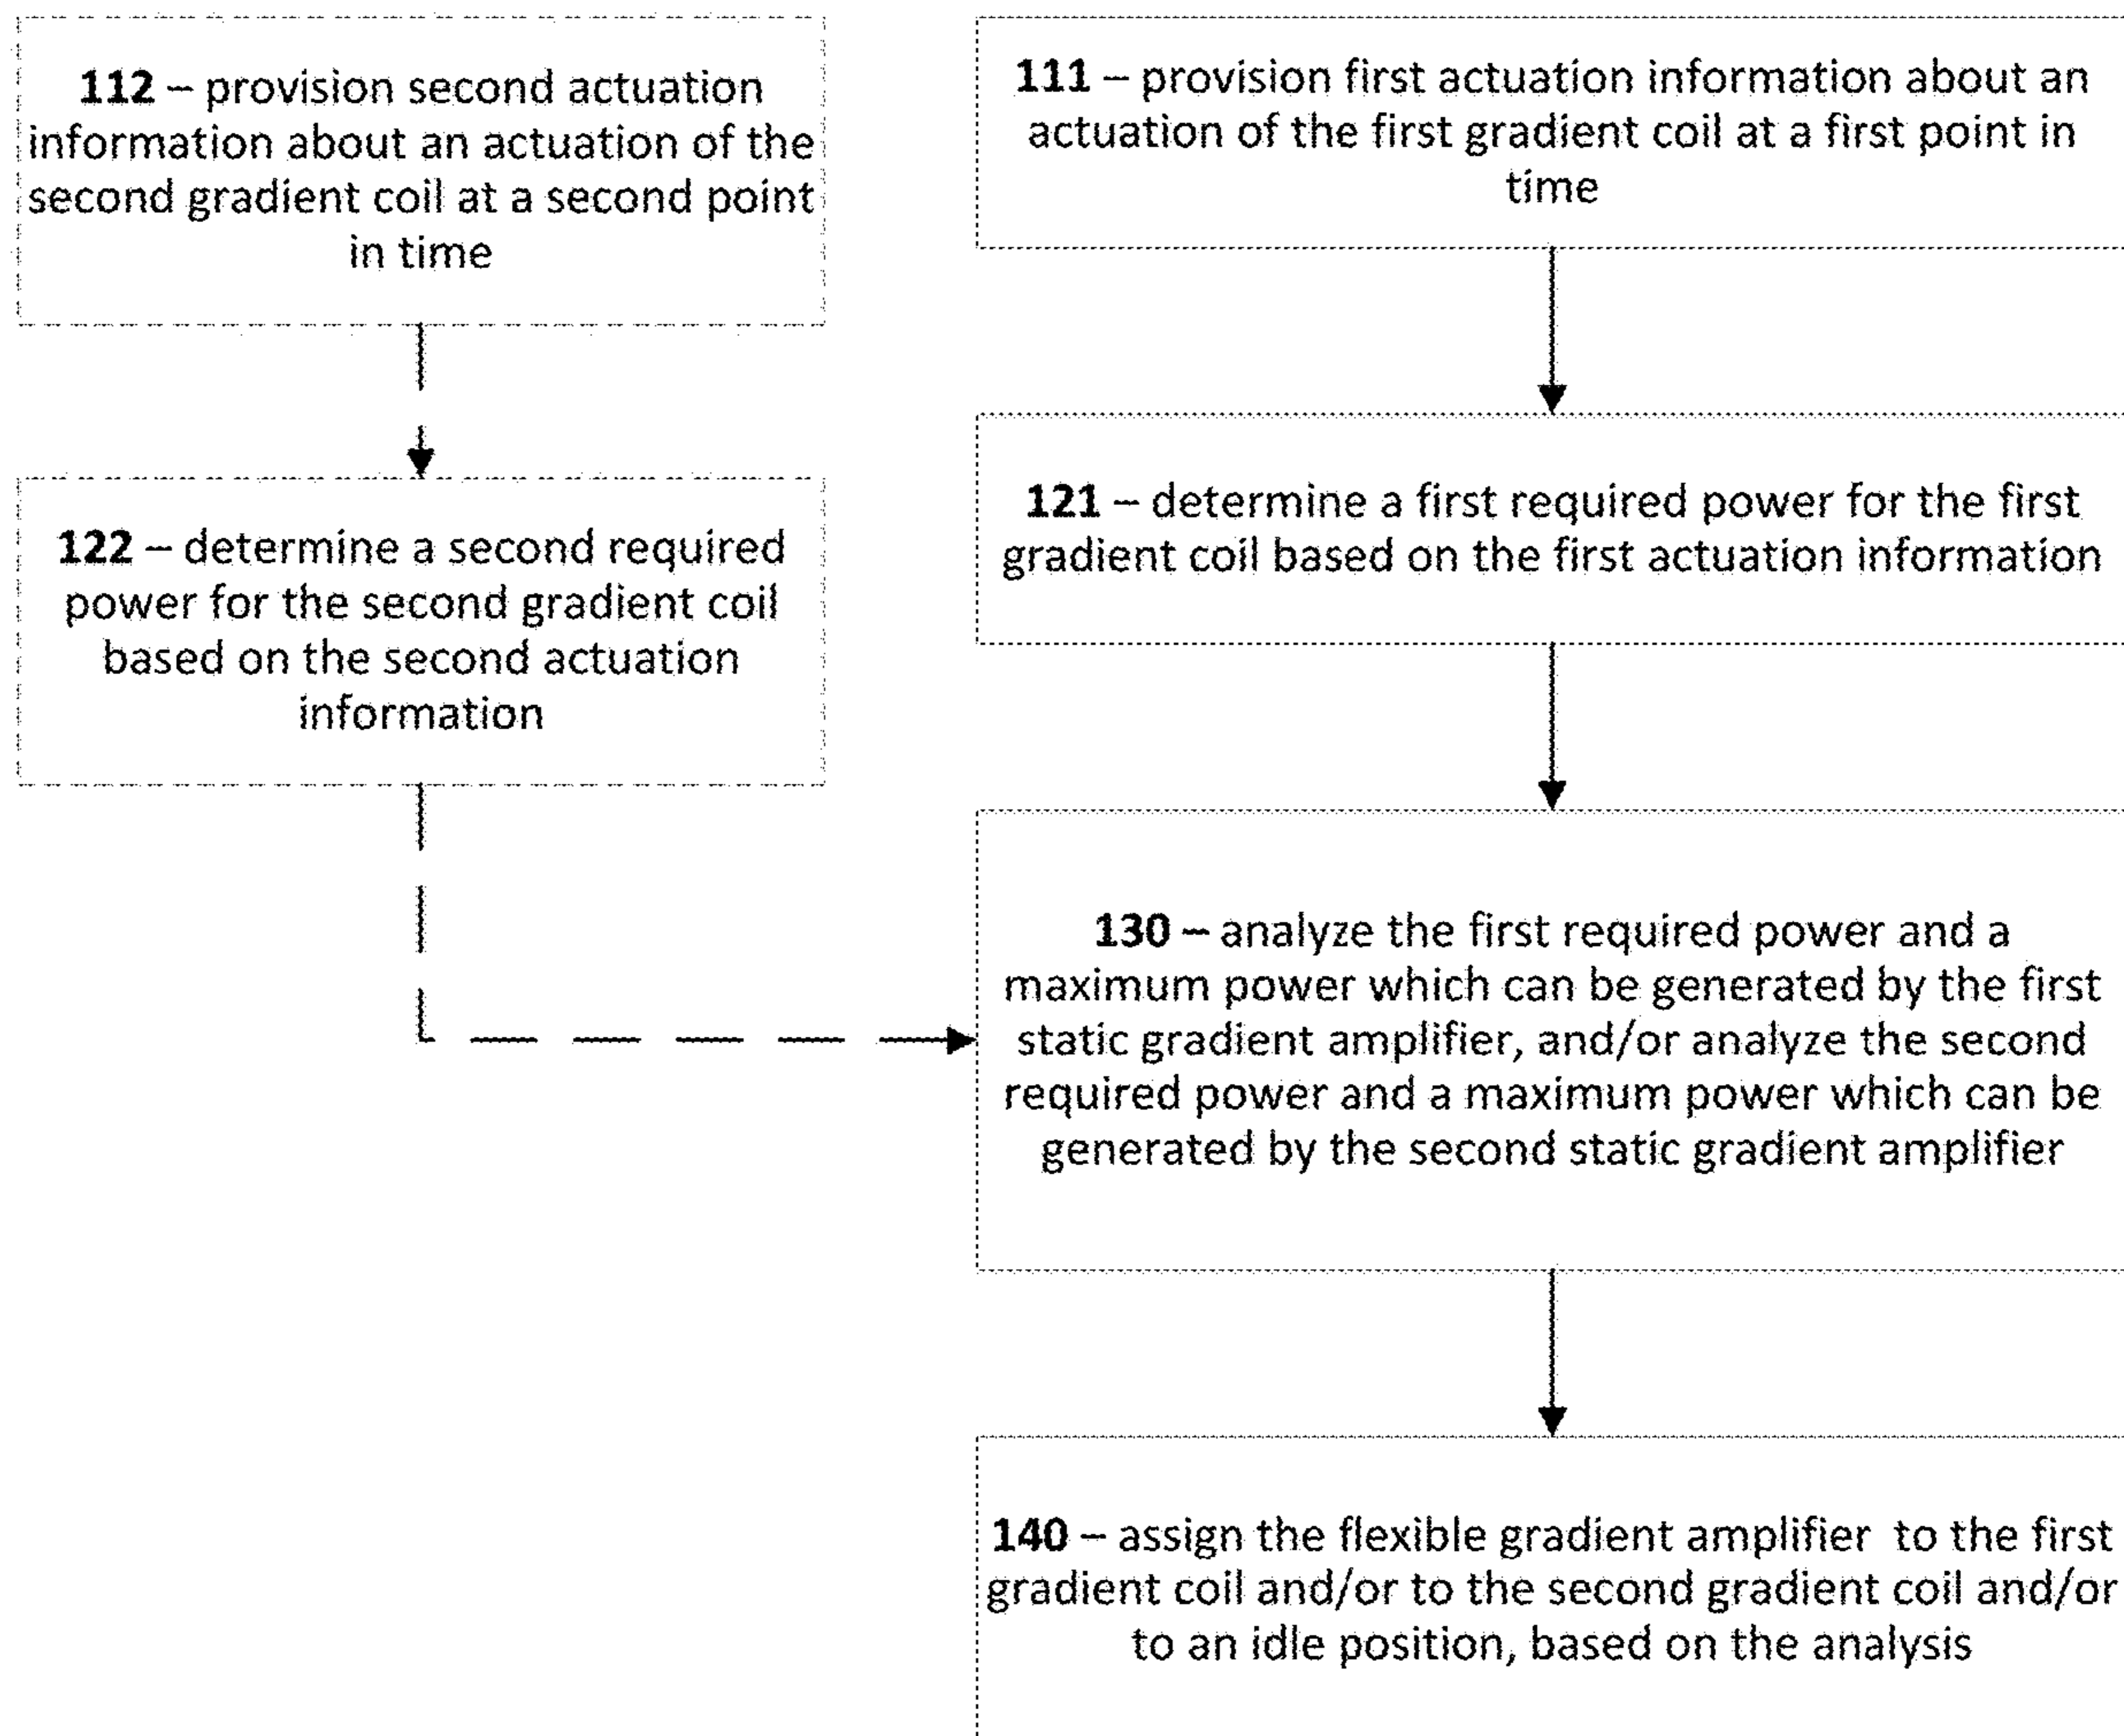 112 – provision second actuation
information about an actuation of the
second gradient coil at a second point
in time
111 – provision first actuation information about an
actuation of the first gradient coil at a first point in
time
122 – determine a second required
power for the second gradient coil
based on the second actuation
information
121 – determine a first required power for the first
gradient coil based on the first actuation information
130 – analyze the first required power and a
maximum power which can be generated by the first
static gradient amplifier, and/or analyze the second
required power and a maximum power which can be
generated by the second static gradient amplifier
140 – assign the flexible gradient amplifier to the first
gradient coil and/or to the second gradient coil and/or
to an idle position, based on the analysis